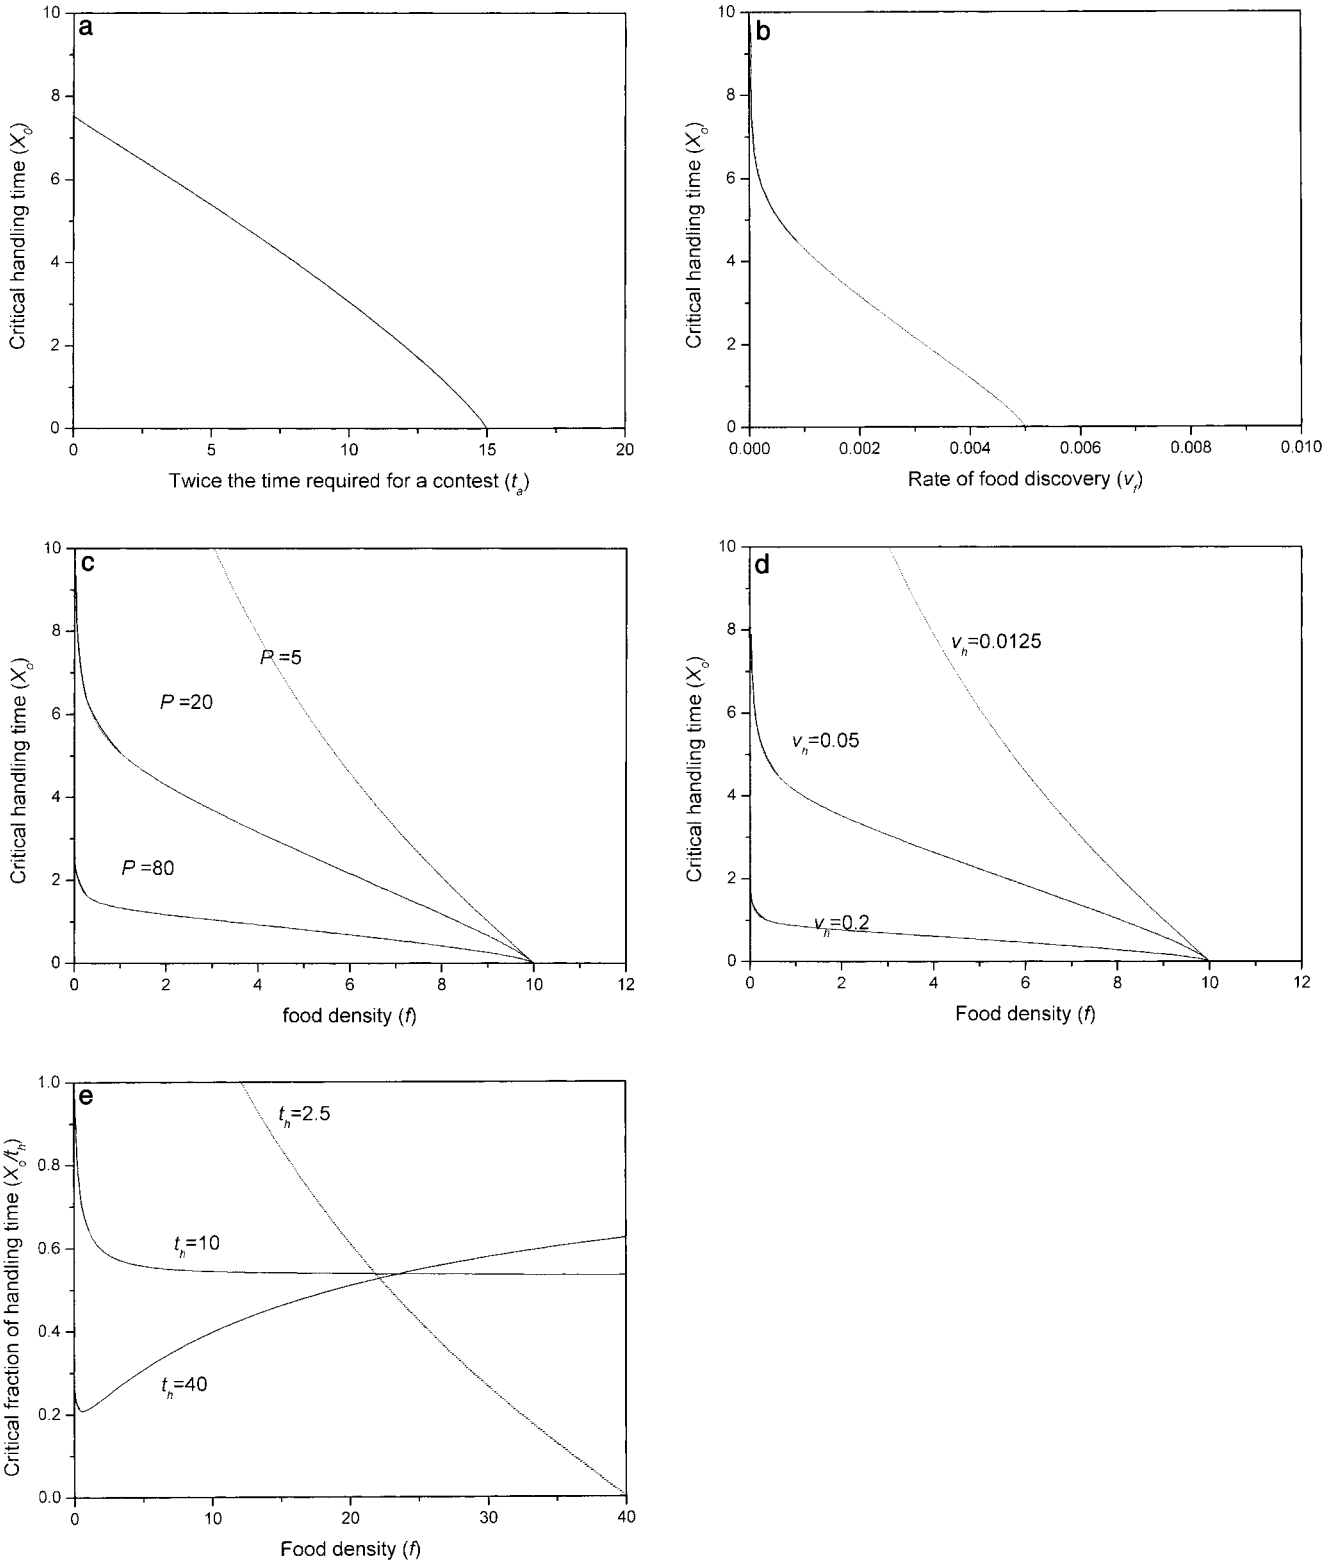 a
10
8
6
4
2
0
0 5 10 15 20
Critical handling time (Xo)
Twice the time required for a contest (ta)
b
10
8
6
4
2
0
0.000 0.002 0.004 0.006 0.008 0.010
Critical handling time (Xo)
Rate of food discovery (vf)
c
10
8
6
4
2
0
P =5
P =20
P =80
0 2 4 6 8 10 12
Critical handling time (Xo)
food density (f)
d
10
8
6
4
2
0
vh=0.0125
vh=0.05
vh=0.2
0 2 4 6 8 10 12
Critical handling time (Xo)
Food density (f)
e
1.0
0.8
0.6
0.4
0.2
0.0
th=2.5
th=10
th=40
0 10 20 30 40
Critical fraction of handling time (Xo/th)
Food density (f)